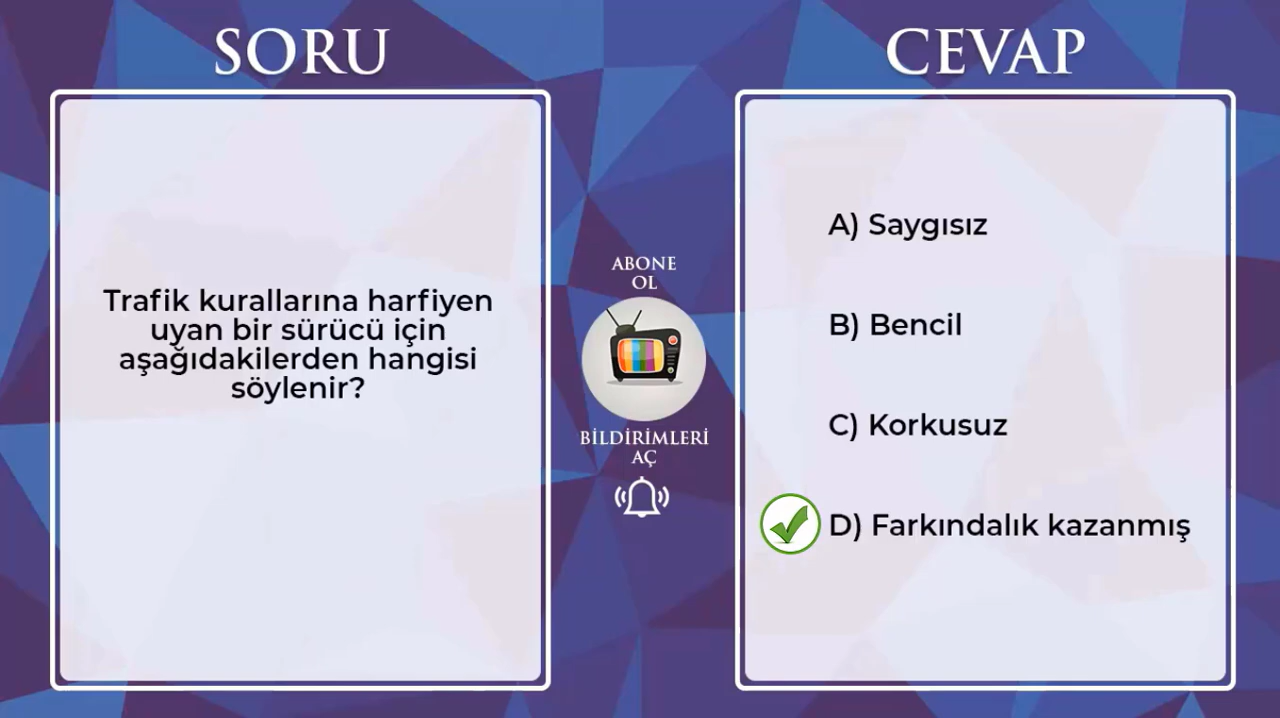 SORU
Trafik kurallarına harfiyen
uyan bir sürücü için
aşağıdakilerden hangisi
söylenir?
ABONE
OL
BİLDİRİMLERİ
AÇ
CEVAP
A) Saygısız
B) Bencil
C) Korkusuz
D) Farkındalık kazanmış